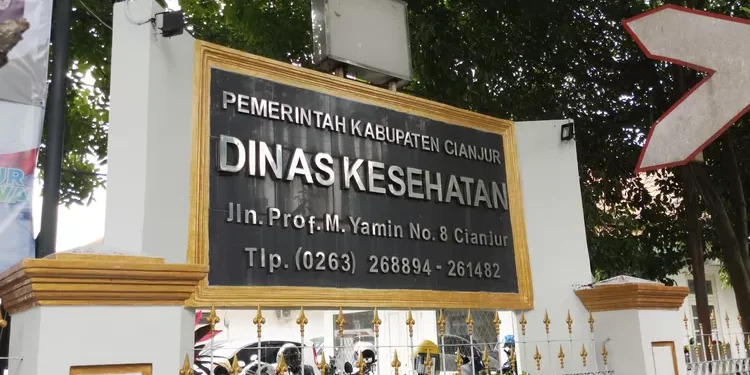 PEMERINTAH KABUPATEN CIANJUR
DINAS KESEHATAN
Jln. Prof. M. Yamin No. 8 Cianjur
Tlp. (0263) 268894 - 261482